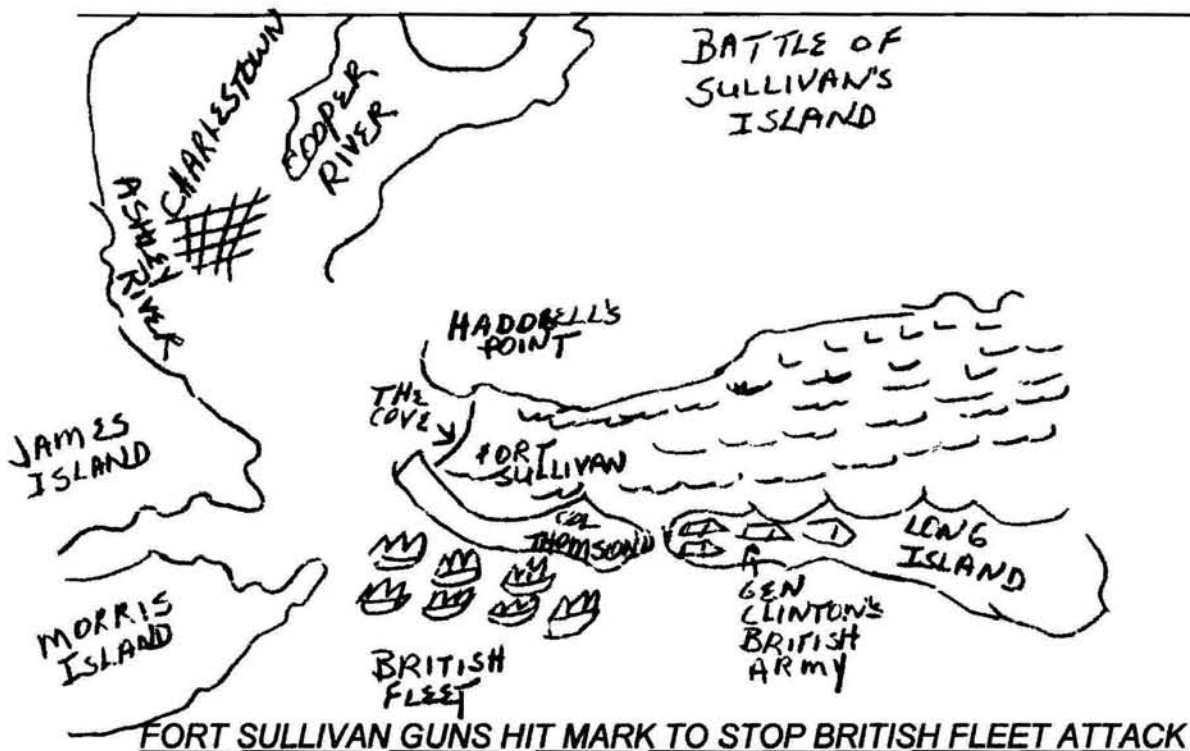 BATTLE OF
SULLIVAN'S
ISLAND
CHARLESTOWN
COOPER
RIVER
ASHLEY
RIVER
HADDRELL'S
POINT
THE
COVE
FORT
SULLIVAN
JAMES
ISLAND
COL
THOMSON
LONG
ISLAND
GEN
CLINTON'S
BRITISH
ARMY
MORRIS
ISLAND
BRITISH
FLEET
FORT SULLIVAN GUNS HIT MARK TO STOP BRITISH FLEET ATTACK